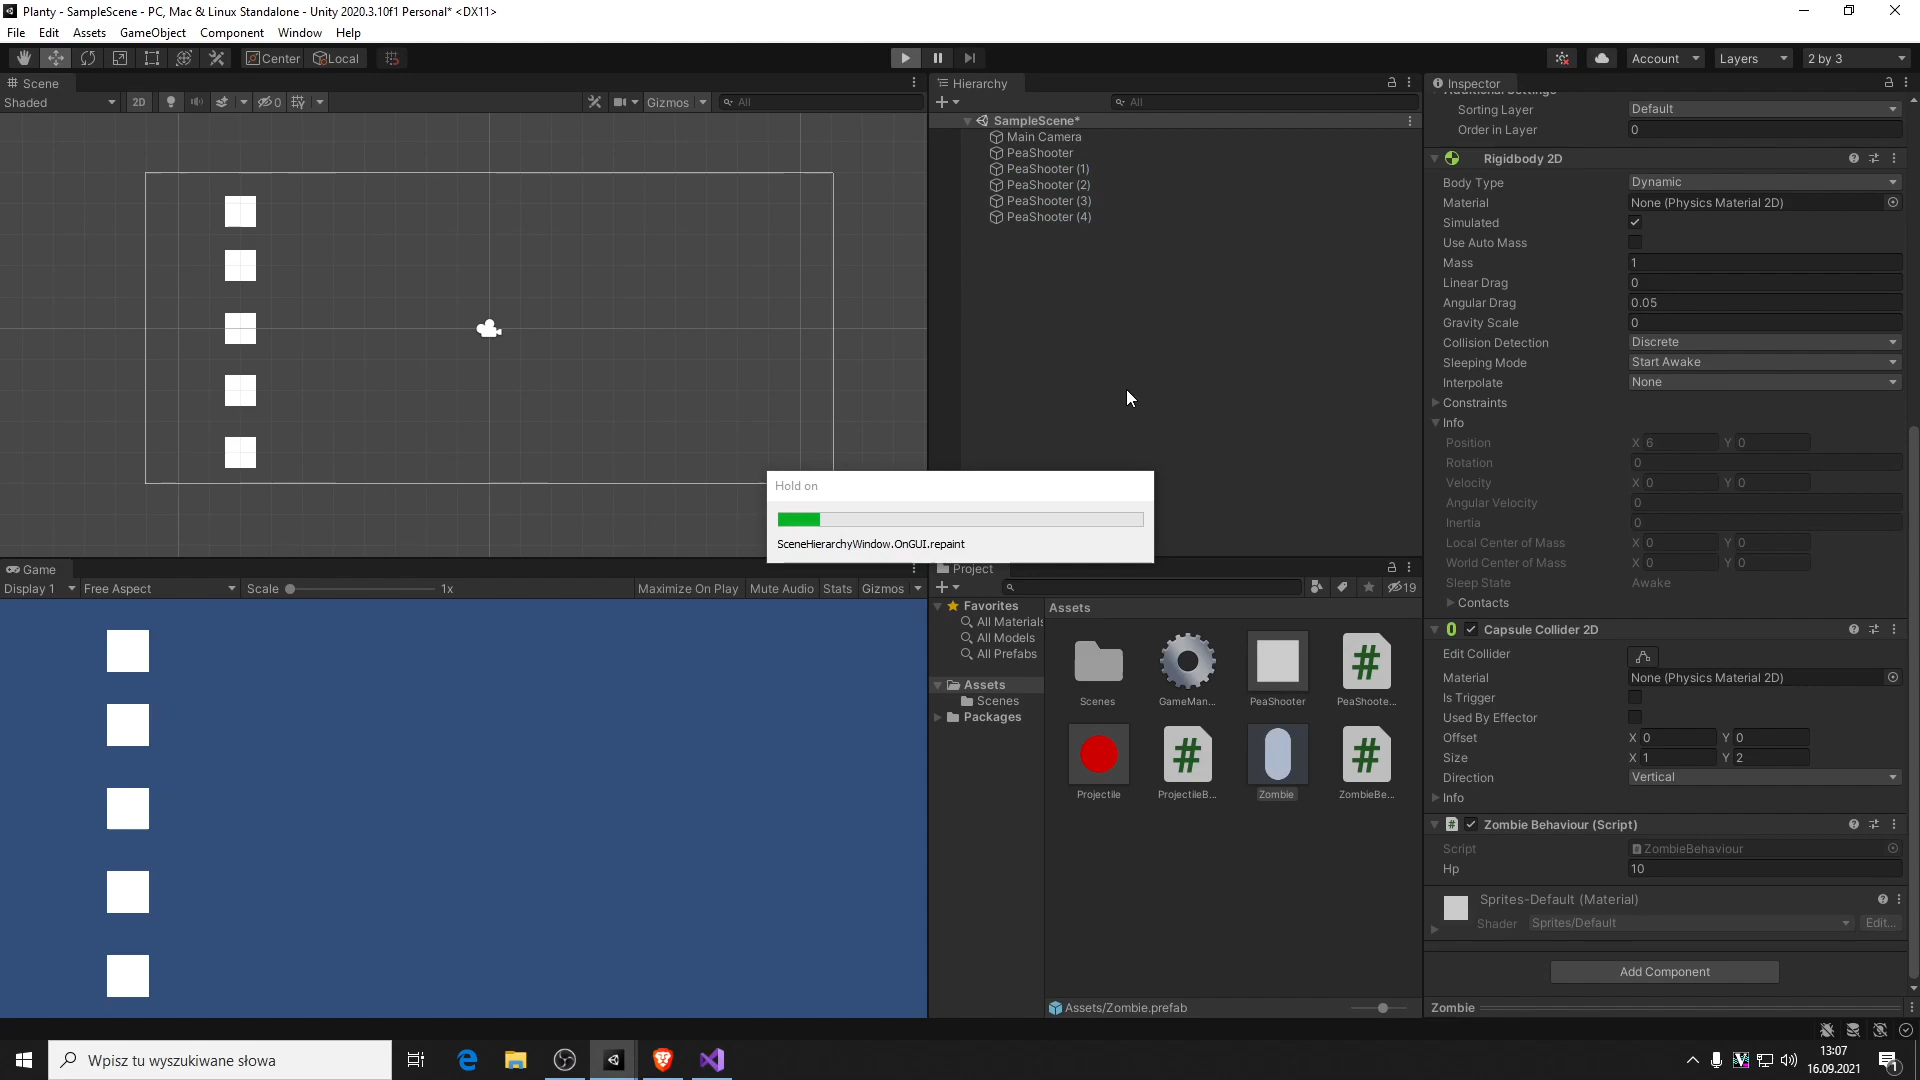 Planty - SampleScene - PC, Mac & Linux Standalone - Unity 2020.3.10f1 Personal* <DX11>
File Edit Assets GameObject Component Window Help
Center Local
Account Layers 2 by 3
Scene
Shaded 2D 0 Gizmos All
Hierarchy
All
SampleScene*
Main Camera
PeaShooter
PeaShooter (1)
PeaShooter (2)
PeaShooter (3)
PeaShooter (4)
Hold on
SceneHierarchyWindow.OnGUI.repaint
Game
Display 1 Free Aspect Scale 1x Maximize On Play Mute Audio Stats Gizmos
Project
19
Favorites
All Materials
All Models
All Prefabs
Assets
Scenes
Packages
Assets
Scenes GameMan... PeaShooter PeaShoote...
Projectile ProjectileB... Zombie ZombieBe...
Assets/Zombie.prefab
Inspector
Additional Settings
Sorting Layer Default
Order in Layer 0
Rigidbody 2D
Body Type Dynamic
Material None (Physics Material 2D)
Simulated
Use Auto Mass
Mass 1
Linear Drag 0
Angular Drag 0.05
Gravity Scale 0
Collision Detection Discrete
Sleeping Mode Start Awake
Interpolate None
Constraints
Info
Position X 6 Y 0
Rotation 0
Velocity X 0 Y 0
Angular Velocity 0
Inertia 0
Local Center of Mass X 0 Y 0
World Center of Mass X 0 Y 0
Sleep State Awake
Contacts
Capsule Collider 2D
Edit Collider
Material None (Physics Material 2D)
Is Trigger
Used By Effector
Offset X 0 Y 0
Size X 1 Y 2
Direction Vertical
Info
Zombie Behaviour (Script)
Script ZombieBehaviour
Hp 10
Sprites-Default (Material)
Shader Sprites/Default Edit...
Add Component
Zombie
Wpisz tu wyszukiwane słowa
13:07
16.09.2021
1